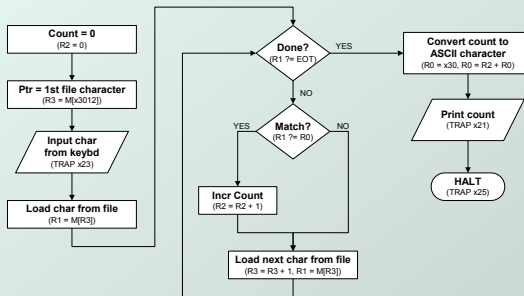 Count = 0
(R2 = 0)
Ptr = 1st file character
(R3 = M[x3012])
Input char
from keybd
(TRAP x23)
Load char from file
(R1 = M[R3])
Done?
(R1 ?= EOT)
YES
NO
Match?
(R1 ?= R0)
YES
NO
Incr Count
(R2 = R2 + 1)
Load next char from file
(R3 = R3 + 1, R1 = M[R3])
Convert count to
ASCII character
(R0 = x30, R0 = R2 + R0)
Print count
(TRAP x21)
HALT
(TRAP x25)